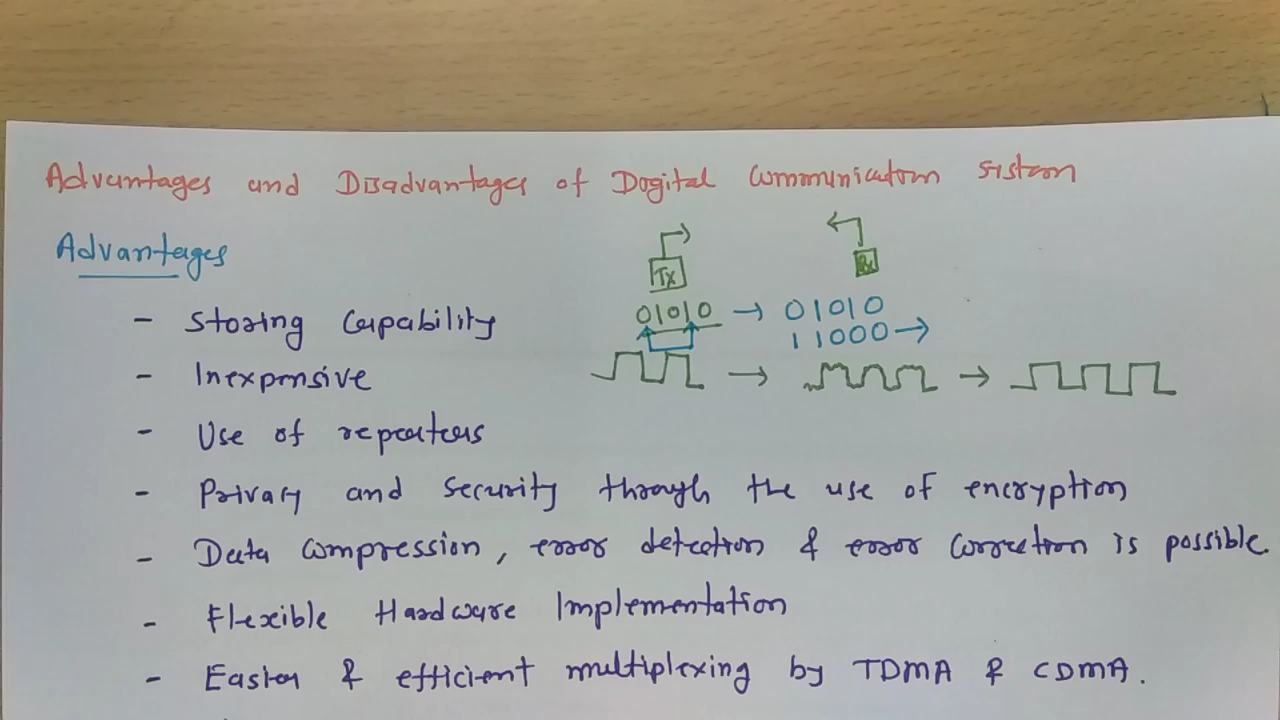 Advantages and Disadvantages of Dogital Communication Sistem
Advantages
Tx
Rx
- Storing Capability
01010 → 01010
11000 →
- Inexpensive
- Use of repeaters
- Privacy and Security through the use of encryption
- Data Compression, error detection & error Correction is possible.
- Flexible Hardware Implementation
- Easier & efficient multiplexing by TDMA & CDMA.